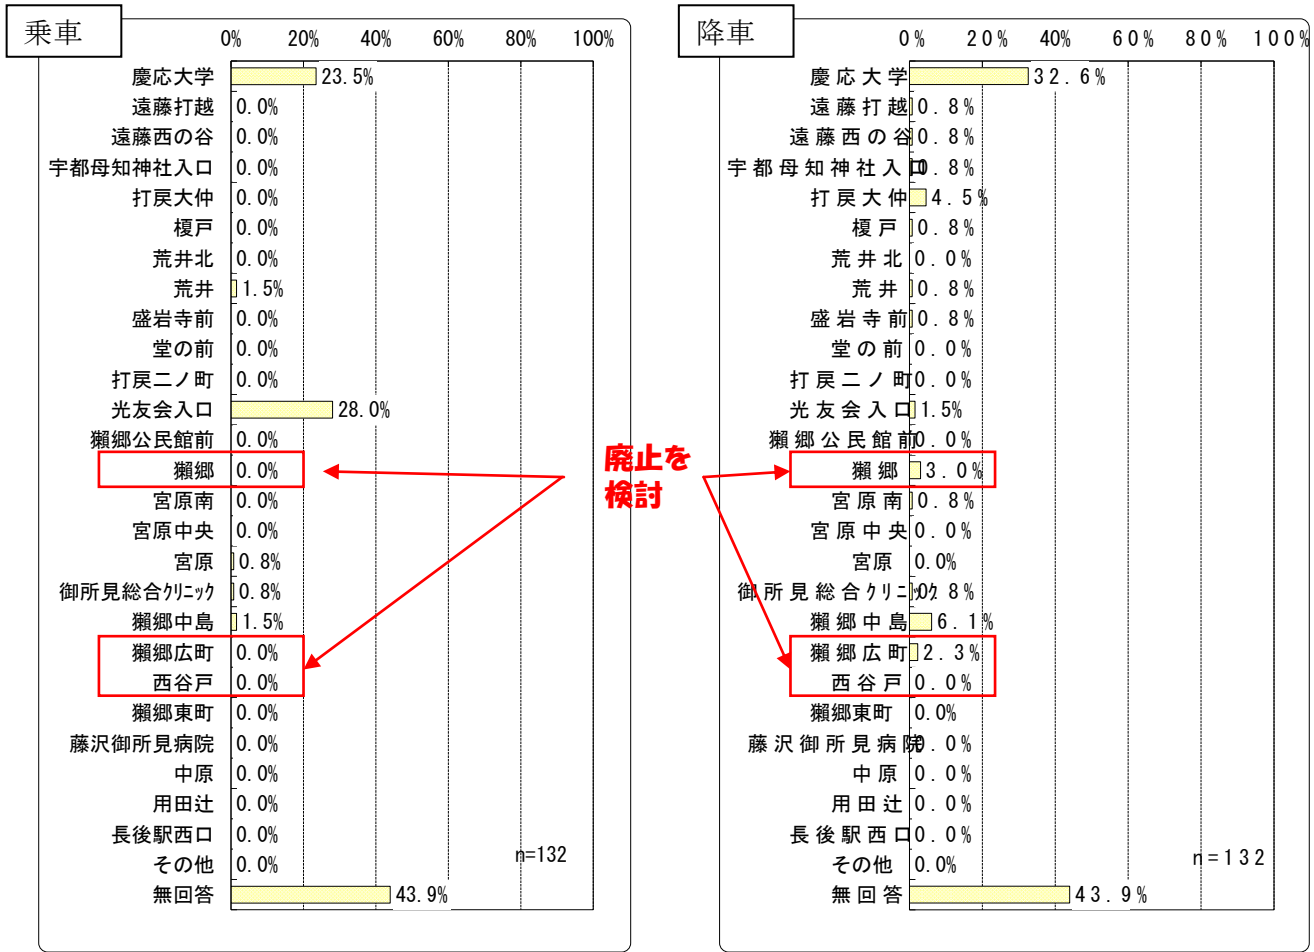 乗車
0% 20% 40% 60% 80% 100%
慶応大学 23.5%
遠藤打越 0.0%
遠藤西の谷 0.0%
宇都母知神社入口 0.0%
打戻大仲 0.0%
榎戸 0.0%
荒井北 0.0%
荒井 1.5%
盛岩寺前 0.0%
堂の前 0.0%
打戻二ノ町 0.0%
光友会入口 28.0%
獺郷公民館前 0.0%
獺郷 0.0%
宮原南 0.0%
宮原中央 0.0%
宮原 0.8%
御所見総合ｸﾘﾆｯｸ 0.8%
獺郷中島 1.5%
獺郷広町 0.0%
西谷戸 0.0%
獺郷東町 0.0%
藤沢御所見病院 0.0%
中原 0.0%
用田辻 0.0%
長後駅西口 0.0%
その他 0.0%
無回答 43.9%
n=132
廃止を
検討
降車
0% 20% 40% 60% 80% 100%
慶応大学 32.6%
遠藤打越 0.8%
遠藤西の谷 0.8%
宇都母知神社入口 0.8%
打戻大仲 4.5%
榎戸 0.8%
荒井北 0.0%
荒井 0.8%
盛岩寺前 0.8%
堂の前 0.0%
打戻二ノ町 0.0%
光友会入口 1.5%
獺郷公民館前 0.0%
獺郷 3.0%
宮原南 0.8%
宮原中央 0.0%
宮原 0.0%
御所見総合ｸﾘﾆｯｸ 0.8%
獺郷中島 6.1%
獺郷広町 2.3%
西谷戸 0.0%
獺郷東町 0.0%
藤沢御所見病院 0.0%
中原 0.0%
用田辻 0.0%
長後駅西口 0.0%
その他 0.0%
無回答 43.9%
n=132